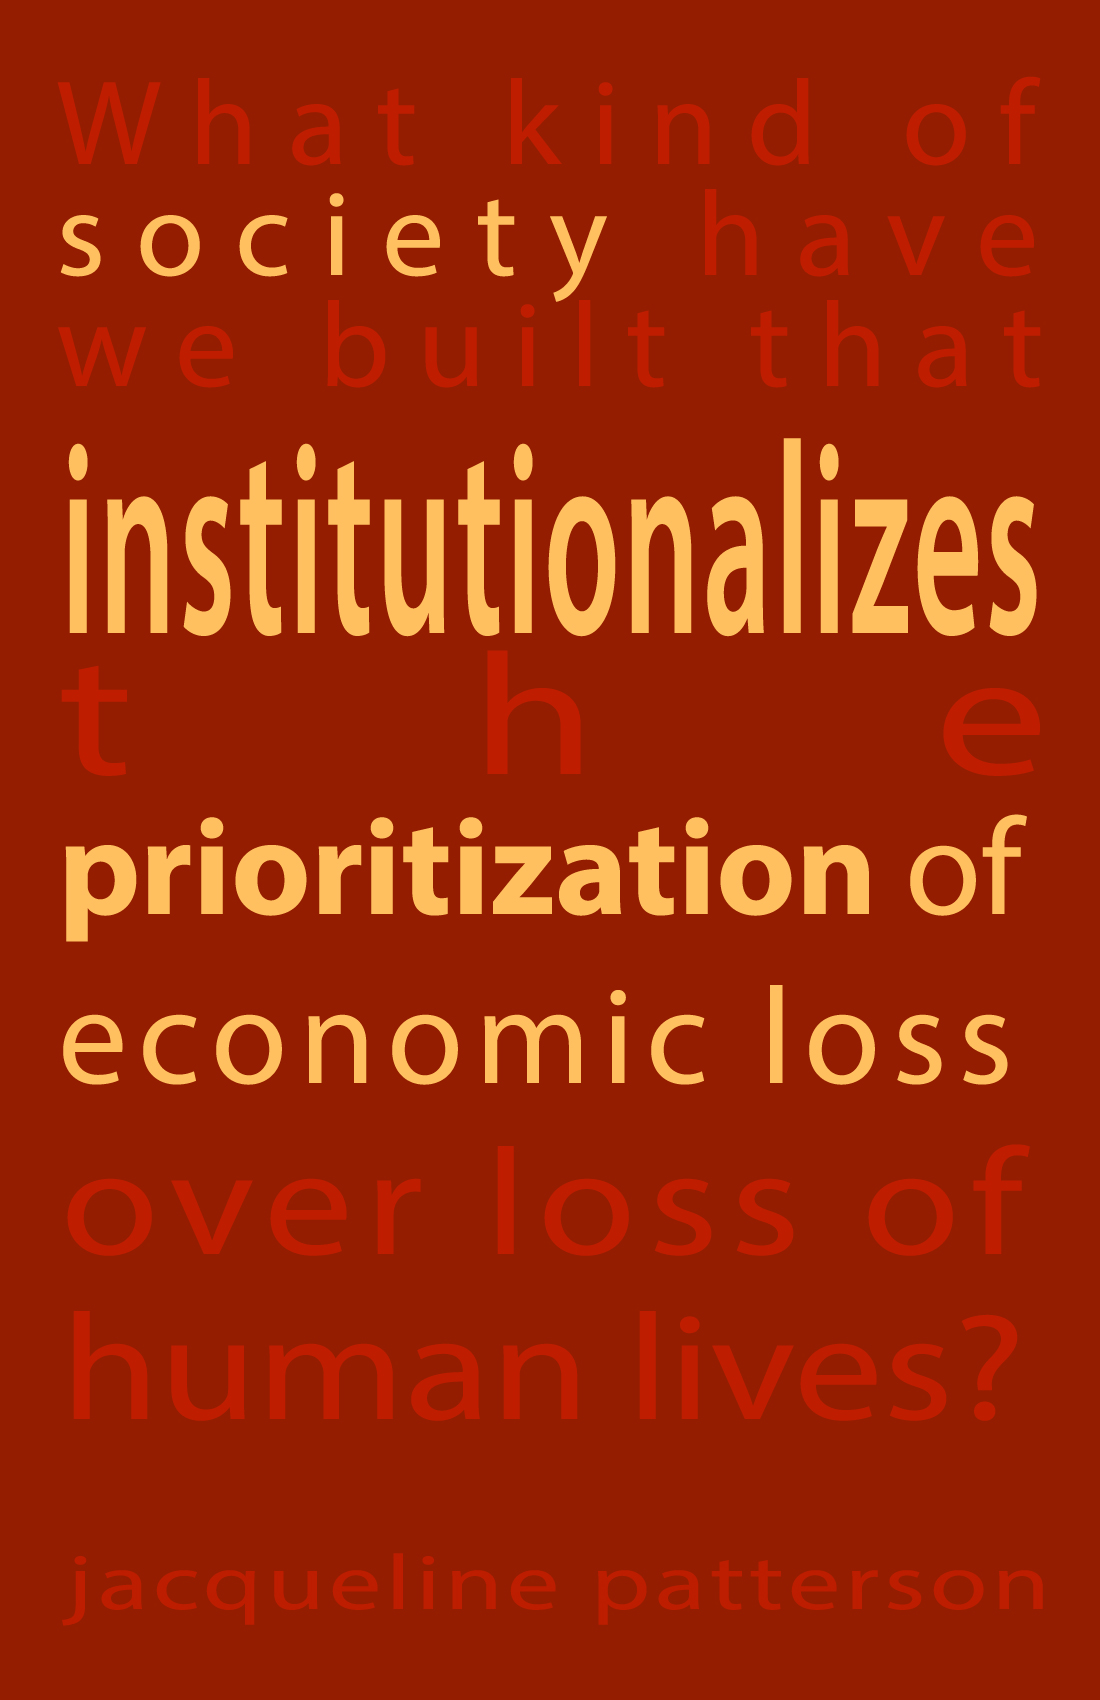 What kind of
society have
we built that
institutionalizes
the
prioritization of
economic loss
over loss of
human lives?
jacqueline patterson